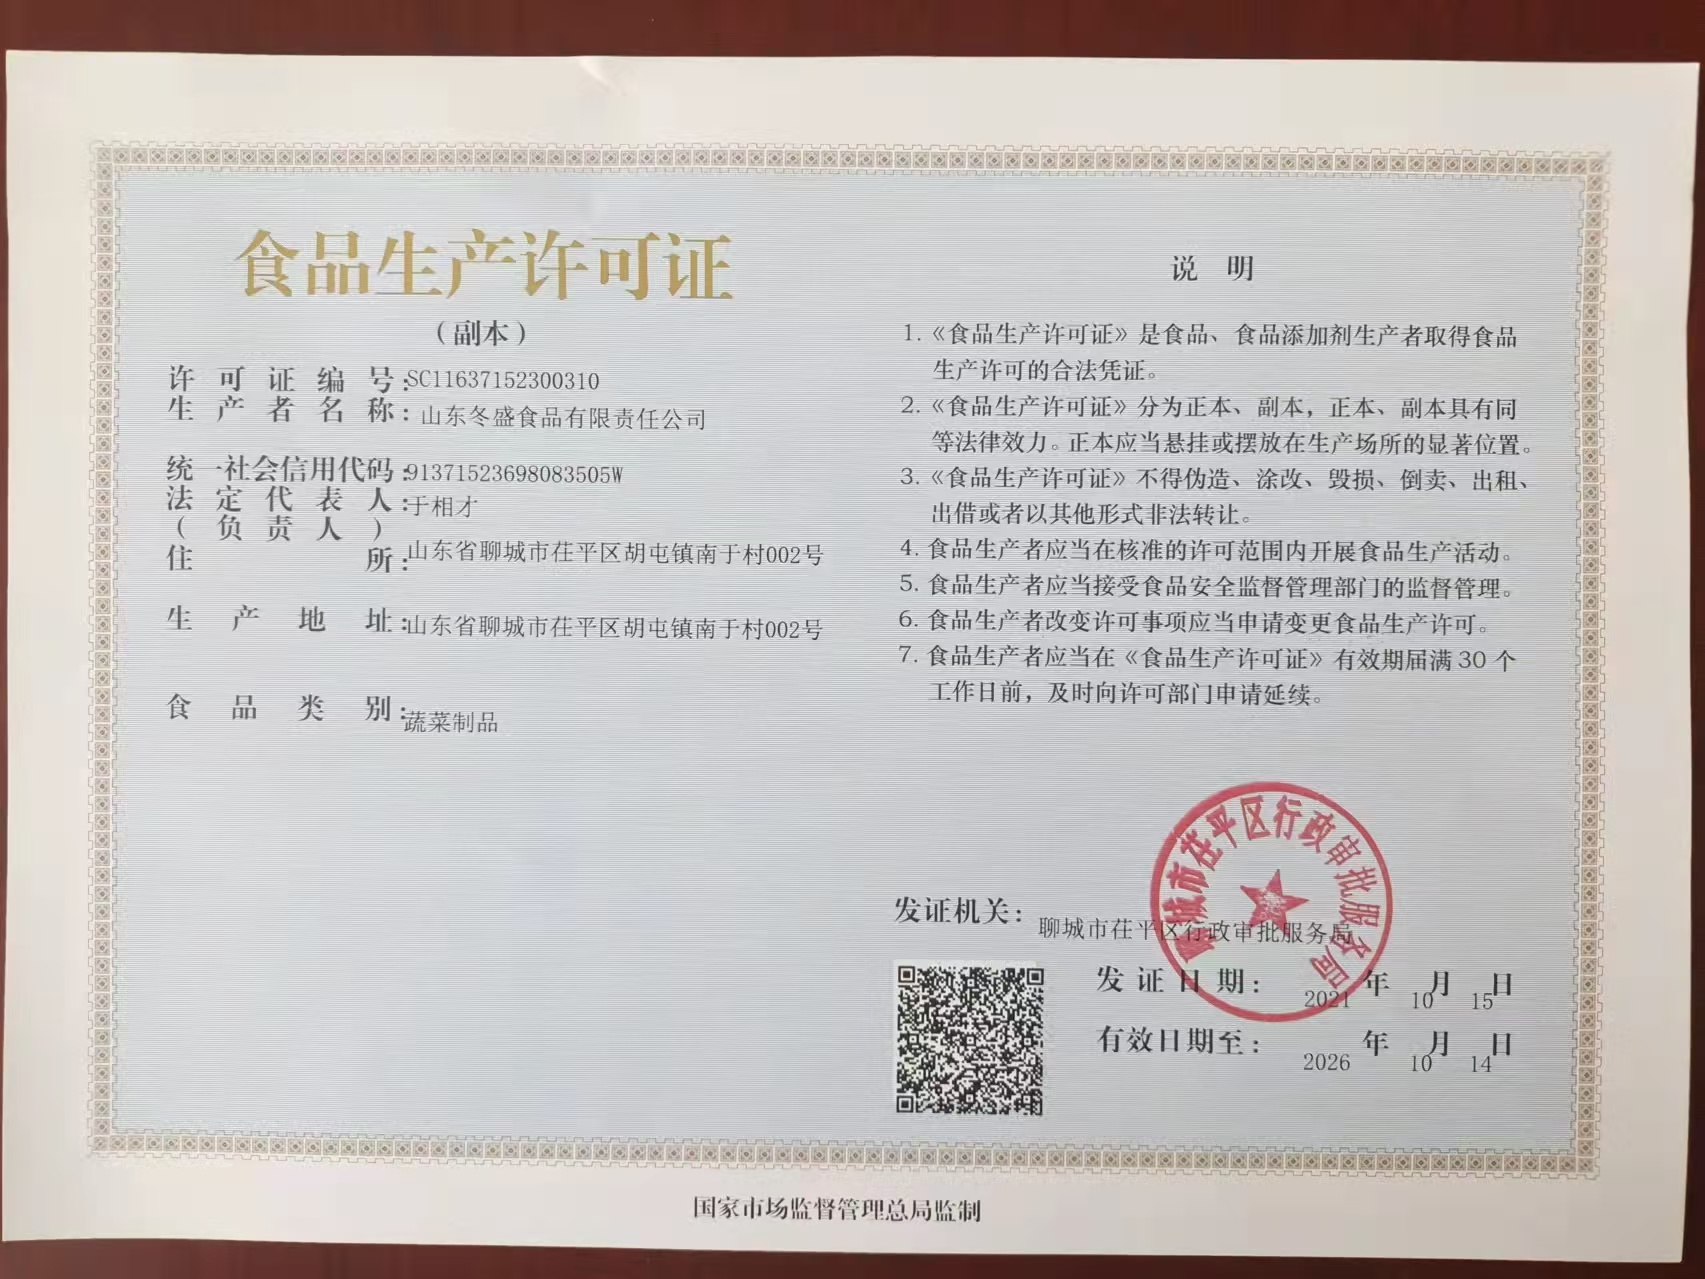 食品生产许可证
（副本）
许可证编号：SC11637152300310
生产者名称：山东冬盛食品有限责任公司
统一社会信用代码：91371523698083505W
法定代表人：于相才
（负责人）
住所：山东省聊城市茌平区胡屯镇南于村002号
生产地址：山东省聊城市茌平区胡屯镇南于村002号
食品类别：蔬菜制品
说 明
1.《食品生产许可证》是食品、食品添加剂生产者取得食品
生产许可的合法凭证。
2.《食品生产许可证》分为正本、副本，正本、副本具有同
等法律效力。正本应当悬挂或摆放在生产场所的显著位置。
3.《食品生产许可证》不得伪造、涂改、毁损、倒卖、出租、
出借或者以其他形式非法转让。
4.食品生产者应当在核准的许可范围内开展食品生产活动。
5.食品生产者应当接受食品安全监督管理部门的监督管理。
6.食品生产者改变许可事项应当申请变更食品生产许可。
7.食品生产者应当在《食品生产许可证》有效期届满30个
工作日前，及时向许可部门申请延续。
聊城市茌平区行政审批服务局
发证机关：聊城市茌平区行政审批服务局
发证日期：2021年10月15日
有效日期至：2026年10月14日
国家市场监督管理总局监制